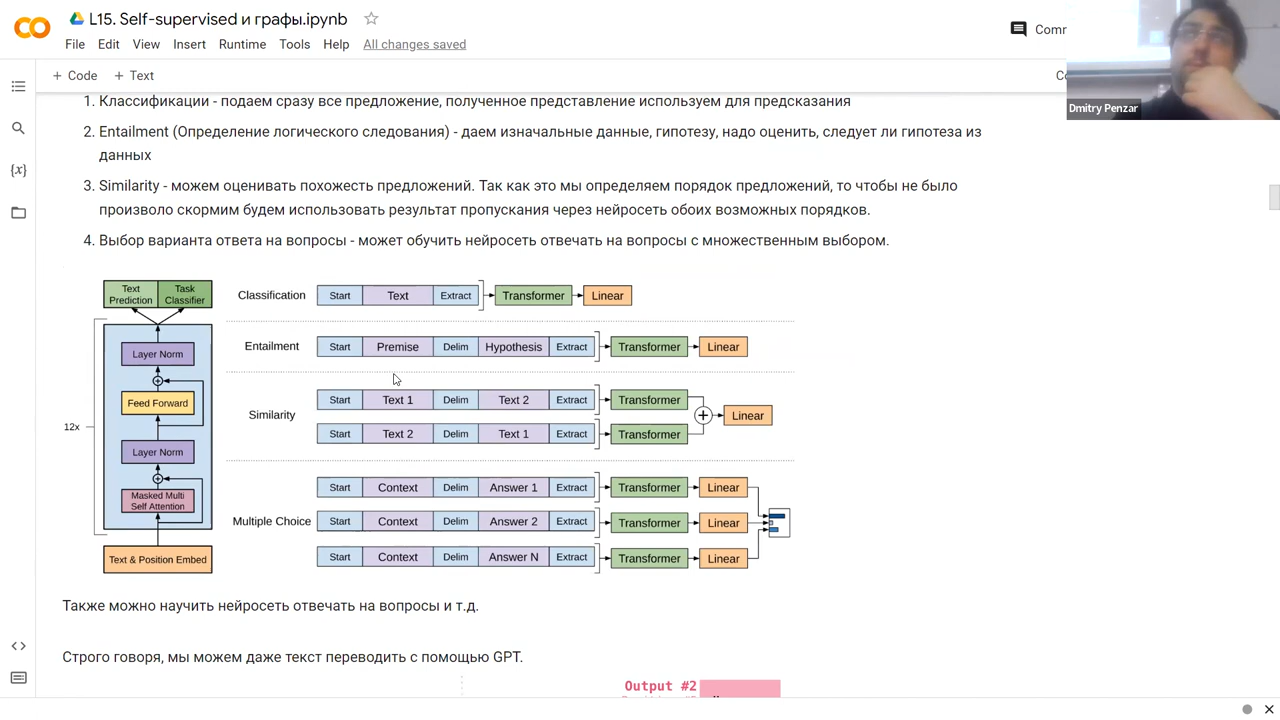 L15. Self-supervised и графы.ipynb
File Edit View Insert Runtime Tools Help All changes saved
Comr
+ Code + Text
Co
Dmitry Penzar
{x}
1. Классификации - подаем сразу все предложение, полученное представление используем для предсказания
2. Entailment (Определение логического следования) - даем изначальные данные, гипотезу, надо оценить, следует ли гипотеза из
данных
3. Similarity - можем оценивать похожесть предложений. Так как это мы определяем порядок предложений, то чтобы не было
произволо скормим будем использовать результат пропускания через нейросеть обоих возможных порядков.
4. Выбор варианта ответа на вопросы - может обучить нейросеть отвечать на вопросы с множественным выбором.
Text
Prediction
Task
Classifier
Layer Norm
Feed Forward
12x
Layer Norm
Masked Multi
Self Attention
Text & Position Embed
Classification Start Text Extract Transformer Linear
Entailment Start Premise Delim Hypothesis Extract Transformer Linear
Similarity
Start Text 1 Delim Text 2 Extract Transformer
+ Linear
Start Text 2 Delim Text 1 Extract Transformer
Multiple Choice
Start Context Delim Answer 1 Extract Transformer Linear
Start Context Delim Answer 2 Extract Transformer Linear
Start Context Delim Answer N Extract Transformer Linear
Также можно научить нейросеть отвечать на вопросы и т.д.
Строго говоря, мы можем даже текст переводить с помощью GPT.
Output #2